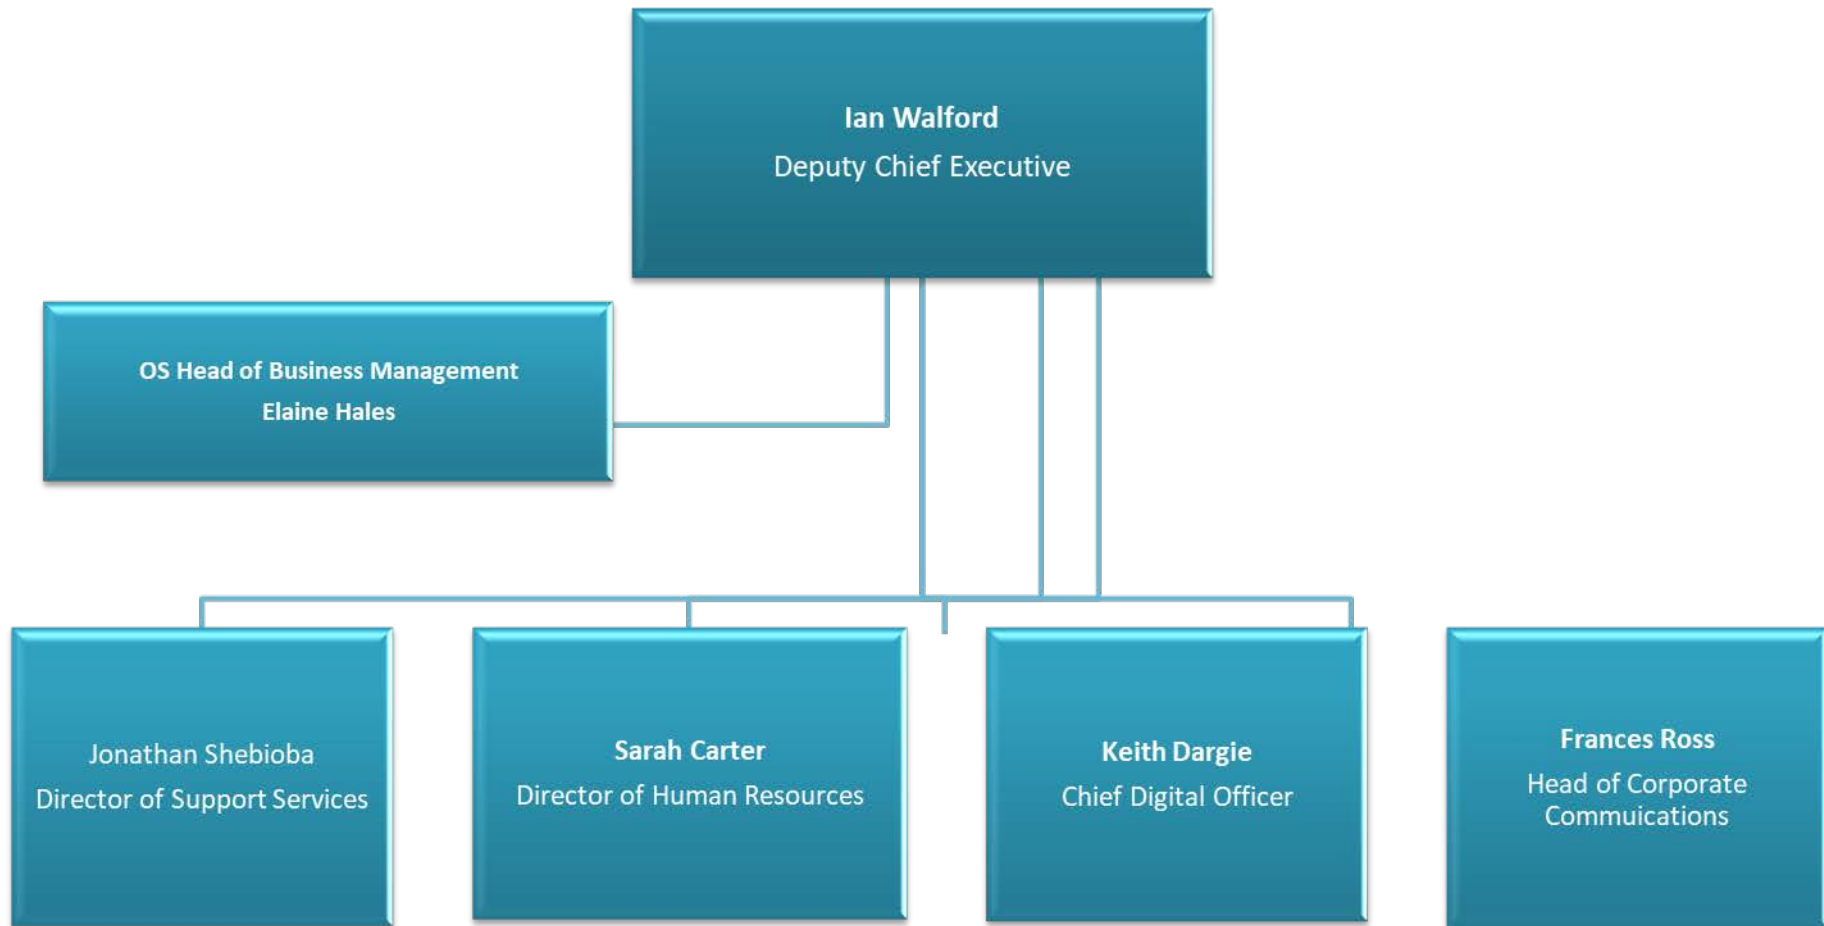 Ian Walford
Deputy Chief Executive
OS Head of Business Management
Elaine Hales
Jonathan Shebioba
Director of Support Services
Sarah Carter
Director of Human Resources
Keith Dargie
Chief Digital Officer
Frances Ross
Head of Corporate
Commuications